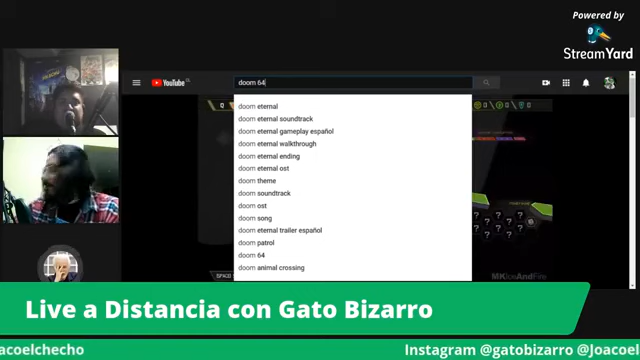 Powered by
StreamYard
YouTube
doom 64
doom eternal
doom eternal soundtrack
doom eternal gameplay español
doom eternal walkthrough
doom eternal ending
doom eternal ost
doom theme
doom soundtrack
doom ost
doom song
doom eternal trailer español
doom patrol
doom 64
doom animal crossing
MKIceAndFire
Live a Distancia con Gato Bizarro
acoelchecho
Instagram @gatobizarro @Joacoel